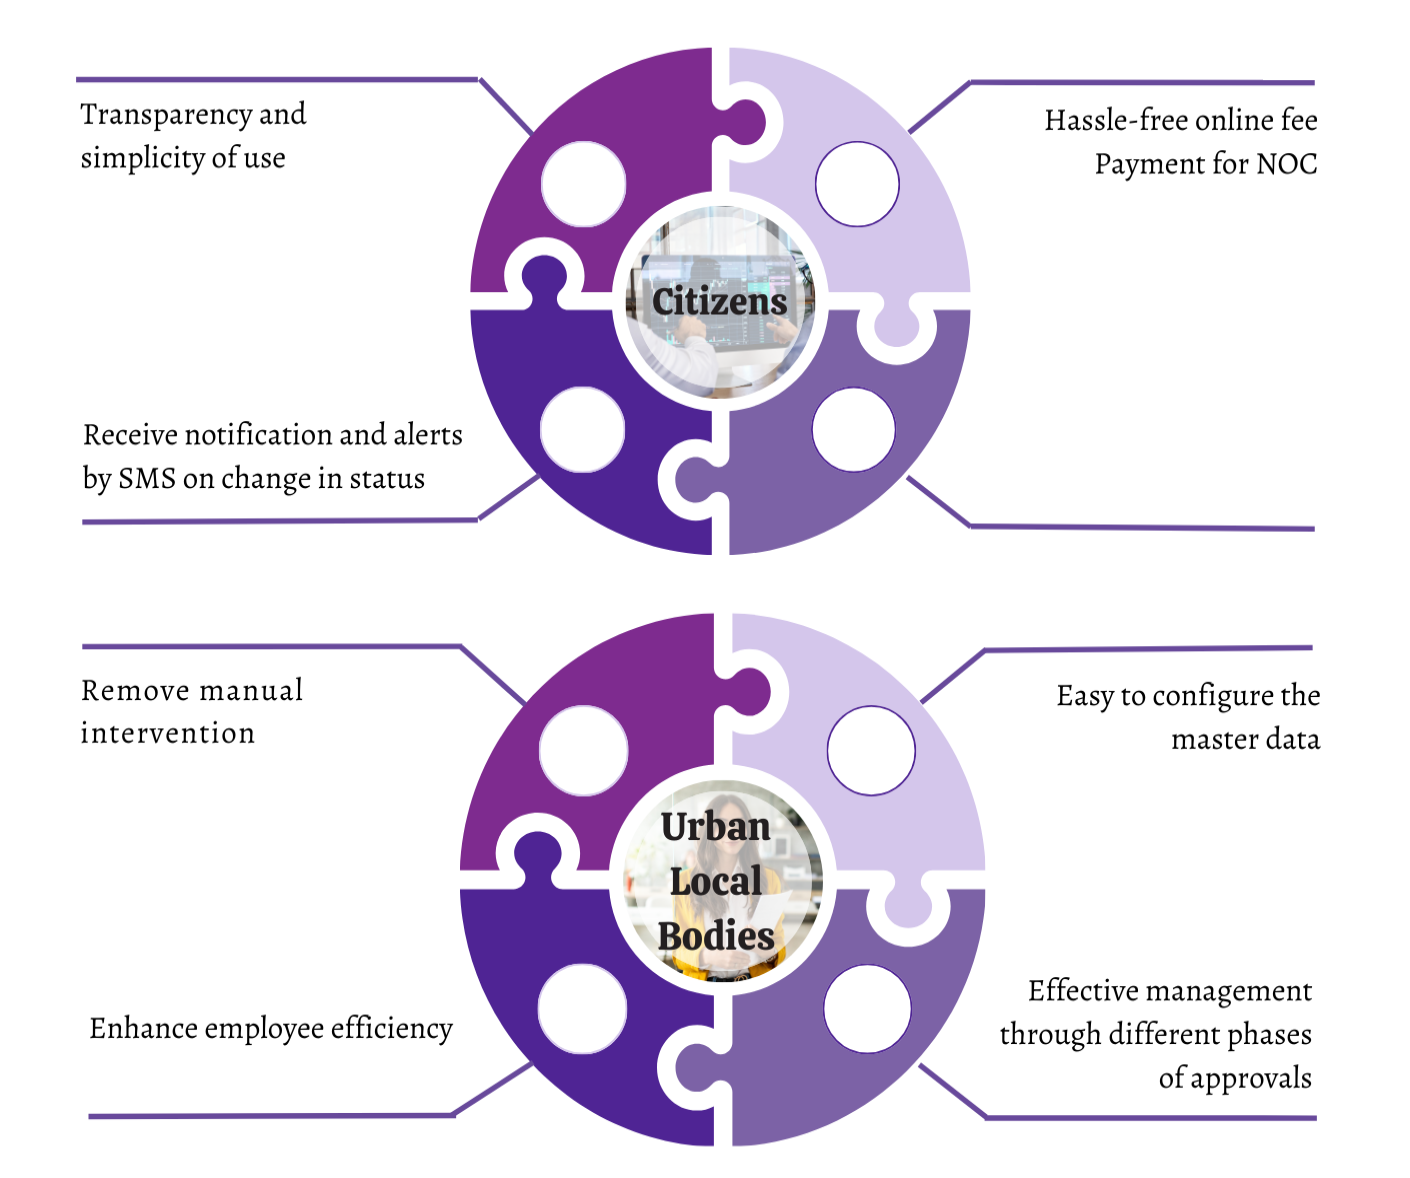 Transparency and
simplicity of use
Hassle-free online fee
Payment for NOC
Citizens
Receive notification and alerts
by SMS on change in status
Remove manual
intervention
Easy to configure the
master data
Urban
Local
Bodies
Enhance employee efficiency
Effective management
through different phases
of approvals